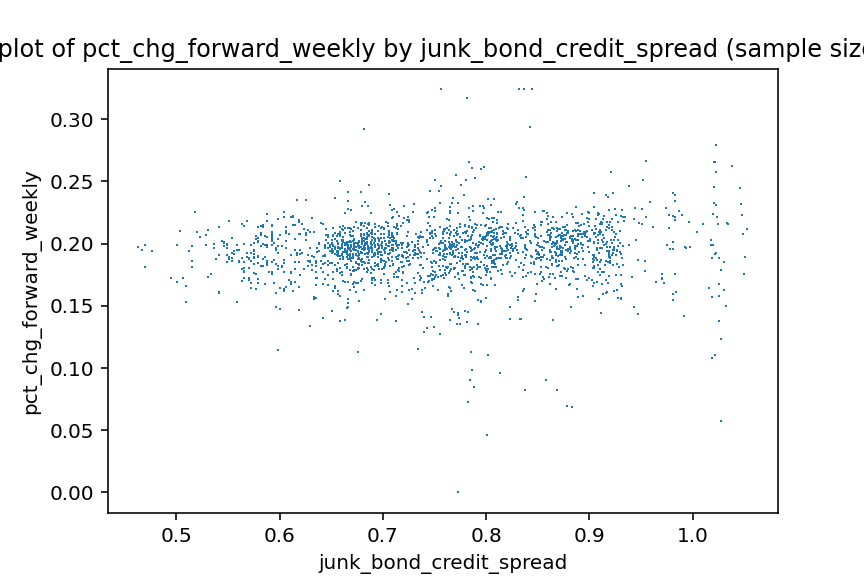 plot of pct_chg_forward_weekly by junk_bond_credit_spread (sample size
0.30
0.25
0.20
0.15
0.10
0.05
0.00
pct_chg_forward_weekly
0.5 0.6 0.7 0.8 0.9 1.0
junk_bond_credit_spread